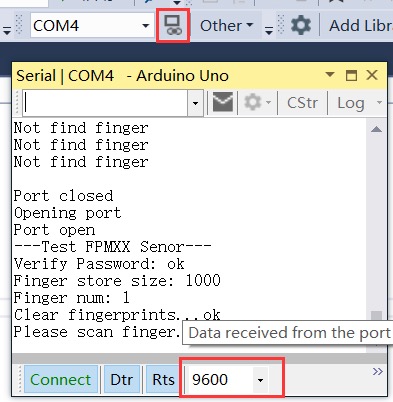 COM4 Other Add Libra
Serial | COM4 - Arduino Uno
CStr Log
Not find finger
Not find finger
Not find finger
Port closed
Opening port
Port open
---Test FPMXX Senor---
Verify Password: ok
Finger store size: 1000
Finger num: 1
Clear fingerprints...ok
Please scan finger.
Data received from the port
Connect Dtr Rts 9600